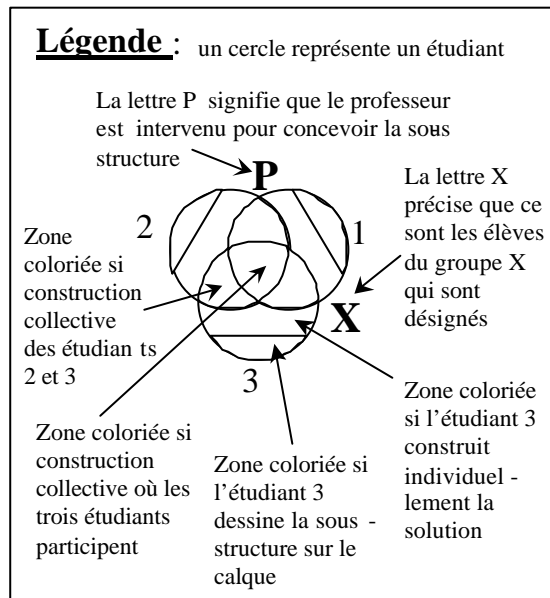 Légende : un cercle représente un étudiant
La lettre P signifie que le professeur
est intervenu pour concevoir la sous
structure
P
La lettre X
précise que ce
sont les élèves
du groupe X
qui sont
désignés
2
1
Zone
coloriée si
construction
collective
des étudian ts
2 et 3
X
3
Zone coloriée si
construction
collective où les
trois étudiants
participent
Zone coloriée si
l'étudiant 3
dessine la sous -
structure sur le
calque
Zone coloriée
si l'étudiant 3
construit
individuel -
lement la
solution